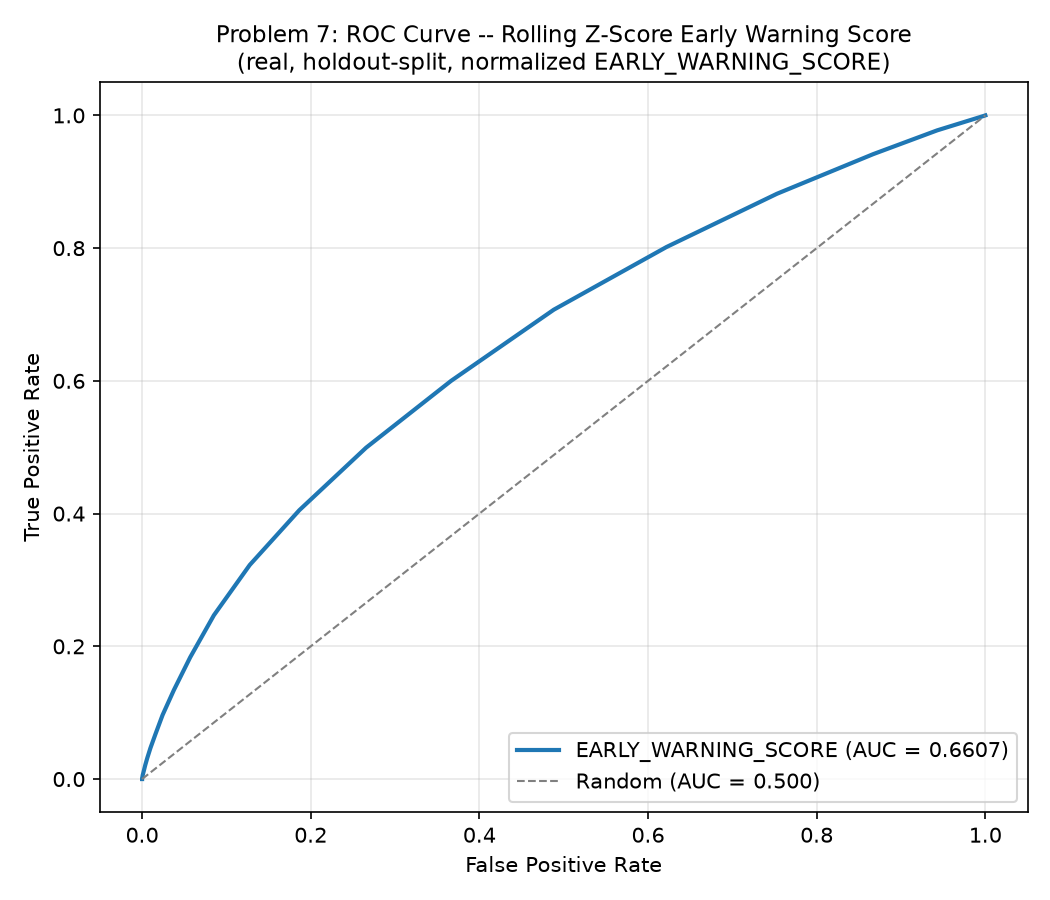 Problem 7: ROC Curve -- Rolling Z-Score Early Warning Score
(real, holdout-split, normalized EARLY_WARNING_SCORE)
1.0
0.8
0.6
0.4
0.2
0.0
True Positive Rate
EARLY_WARNING_SCORE (AUC = 0.6607)
Random (AUC = 0.500)
0.0 0.2 0.4 0.6 0.8 1.0
False Positive Rate